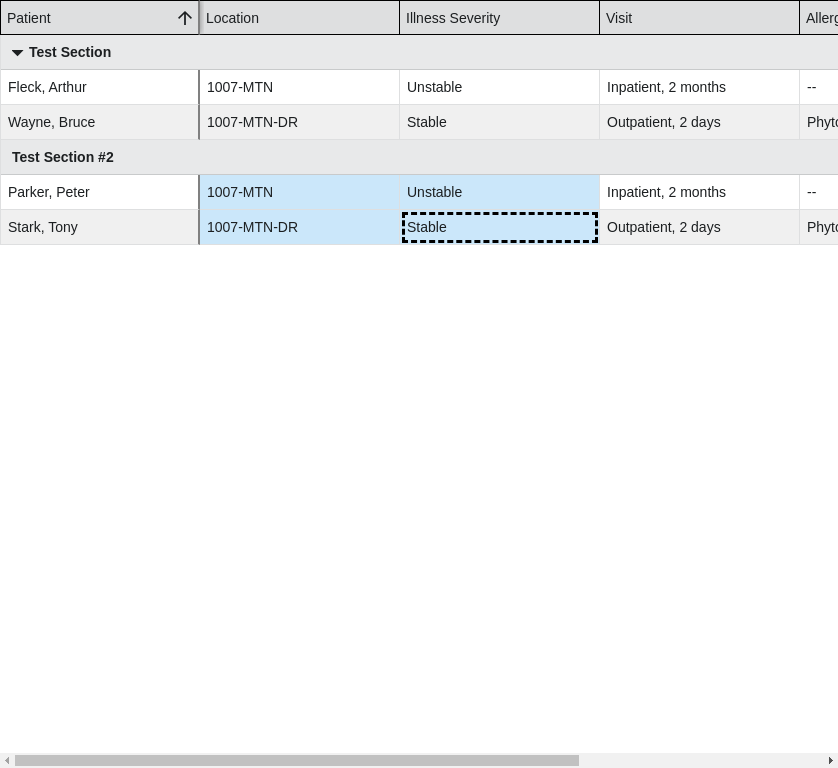 Patient Location Illness Severity Visit Allerg
Test Section
Fleck, Arthur 1007-MTN Unstable Inpatient, 2 months --
Wayne, Bruce 1007-MTN-DR Stable Outpatient, 2 days Phyto
Test Section #2
Parker, Peter 1007-MTN Unstable Inpatient, 2 months --
Stark, Tony 1007-MTN-DR Stable Outpatient, 2 days Phyto